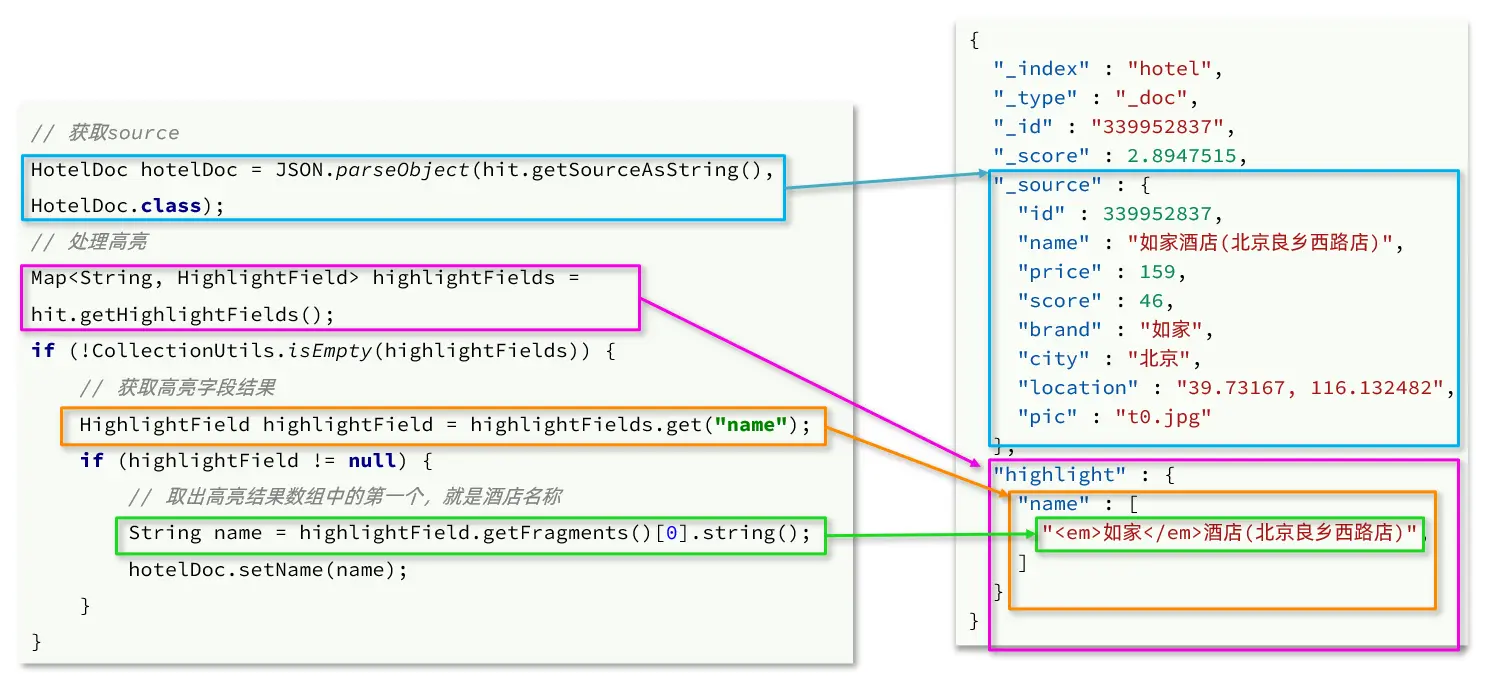 // 获取source
HotelDoc hotelDoc = JSON.parseObject(hit.getSourceAsString(),
HotelDoc.class);
// 处理高亮
Map<String, HighlightField> highlightFields =
hit.getHighlightFields();
if (!CollectionUtils.isEmpty(highlightFields)) {
    // 获取高亮字段结果
    HighlightField highlightField = highlightFields.get("name");
    if (highlightField != null) {
        // 取出高亮结果数组中的第一个，就是酒店名称
        String name = highlightField.getFragments()[0].string();
        hotelDoc.setName(name);
    }
}
{
  "_index" : "hotel",
  "_type" : "_doc",
  "_id" : "339952837",
  "_score" : 2.8947515,
  "_source" : {
    "id" : 339952837,
    "name" : "如家酒店(北京良乡西路店)",
    "price" : 159,
    "score" : 46,
    "brand" : "如家",
    "city" : "北京",
    "location" : "39.73167, 116.132482",
    "pic" : "t0.jpg"
  },
  "highlight" : {
    "name" : [
      "<em>如家</em>酒店(北京良乡西路店)",
    ]
  }
}